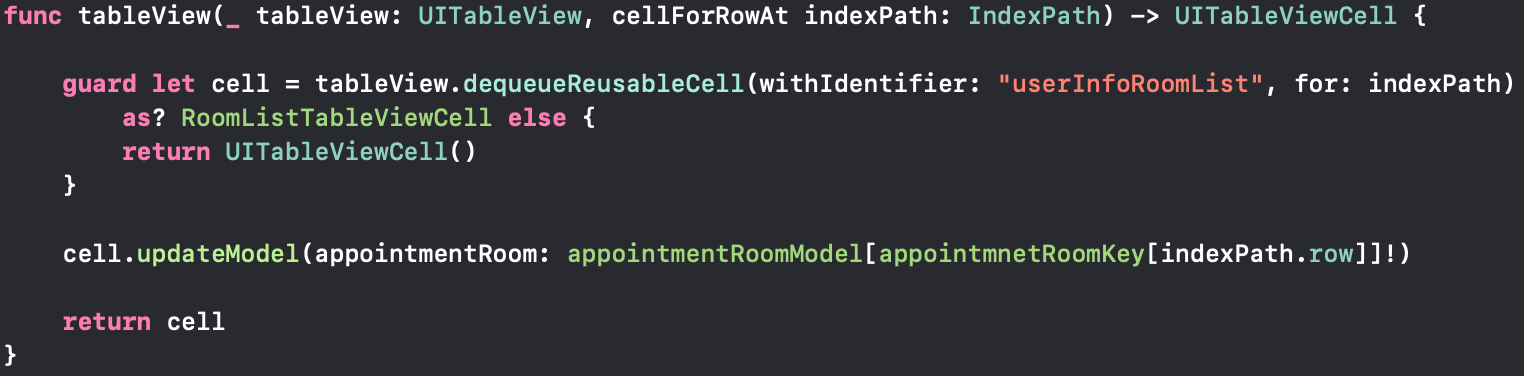 func tableView(_ tableView: UITableView, cellForRowAt indexPath: IndexPath) -> UITableViewCell {
guard let cell = tableView.dequeueReusableCell(withIdentifier: "userInfoRoomList", for: indexPath)
as? RoomListTableViewCell else {
return UITableViewCell()
}
cell.updateModel(appointmentRoom: appointmentRoomModel[appointmnetRoomKey[indexPath.row]]!)
return cell
}